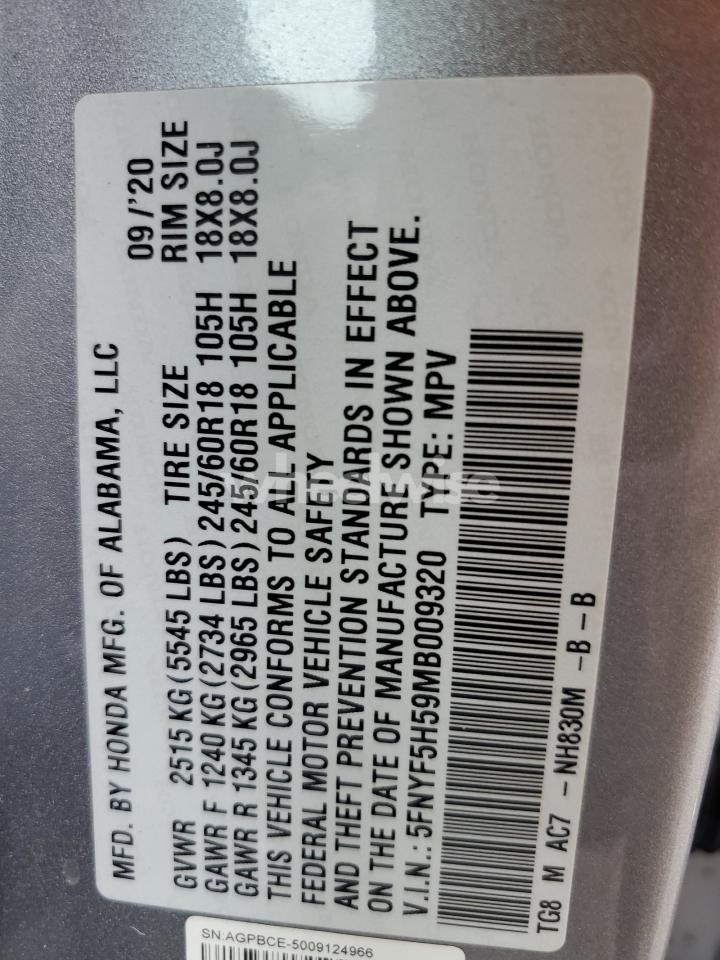 MFD. BY HONDA MFG. OF ALABAMA, LLC 09/'20
GVWR 2515 KG(5545 LBS) TIRE SIZE RIM SIZE
GAWR F 1240 KG(2734 LBS)245/60R18 105H 18X8.0J
GAWR R 1345 KG(2965 LBS)245/60R18 105H 18X8.0J
THIS VEHICLE CONFORMS TO ALL APPLICABLE
FEDERAL MOTOR VEHICLE SAFETY
AND THEFT PREVENTION STANDARDS IN EFFECT
ON THE DATE OF MANUFACTURE SHOWN ABOVE.
V.I.N.: 5FNYF5H59MB009320 TYPE: MPV
TG8 M AC7 -NH830M -B -B
SN:AGPBCE-5009124966